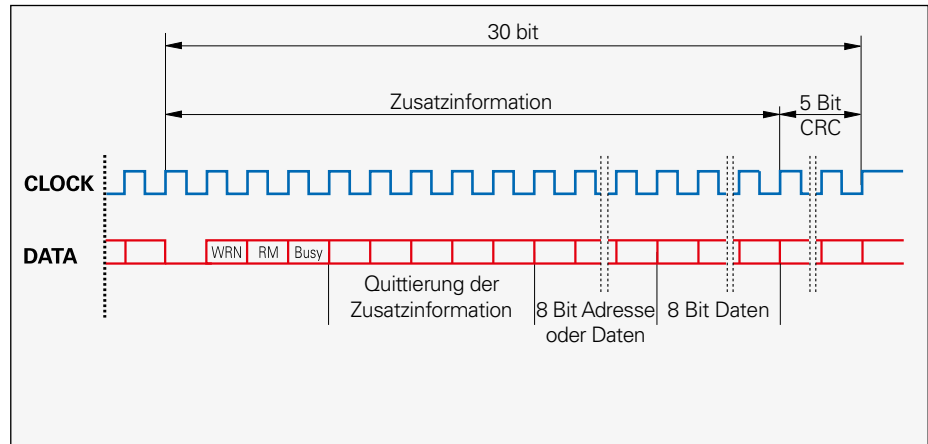 30 bit
Zusatzinformation
5 Bit
CRC
CLOCK
DATA
WRN
RM
Busy
Quittierung der
Zusatzinformation
8 Bit Adresse
oder Daten
8 Bit Daten